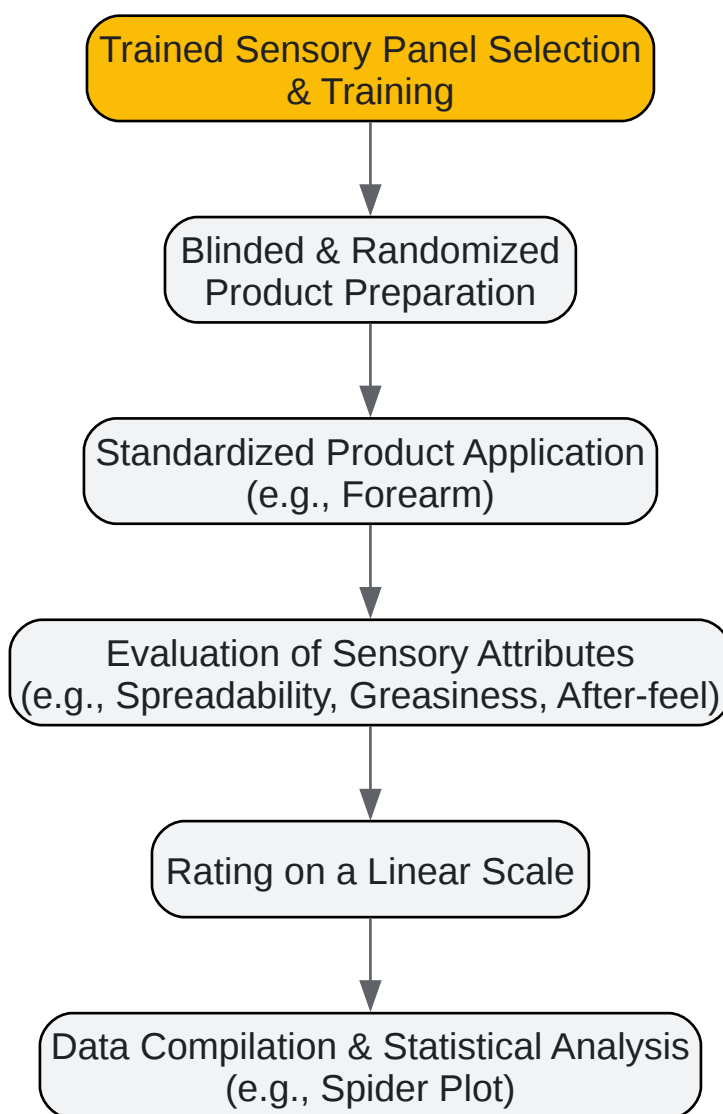 Trained Sensory Panel Selection
& Training
Blinded & Randomized
Product Preparation
Standardized Product Application
(e.g., Forearm)
Evaluation of Sensory Attributes
(e.g., Spreadability, Greasiness, After-feel)
Rating on a Linear Scale
Data Compilation & Statistical Analysis
(e.g., Spider Plot)